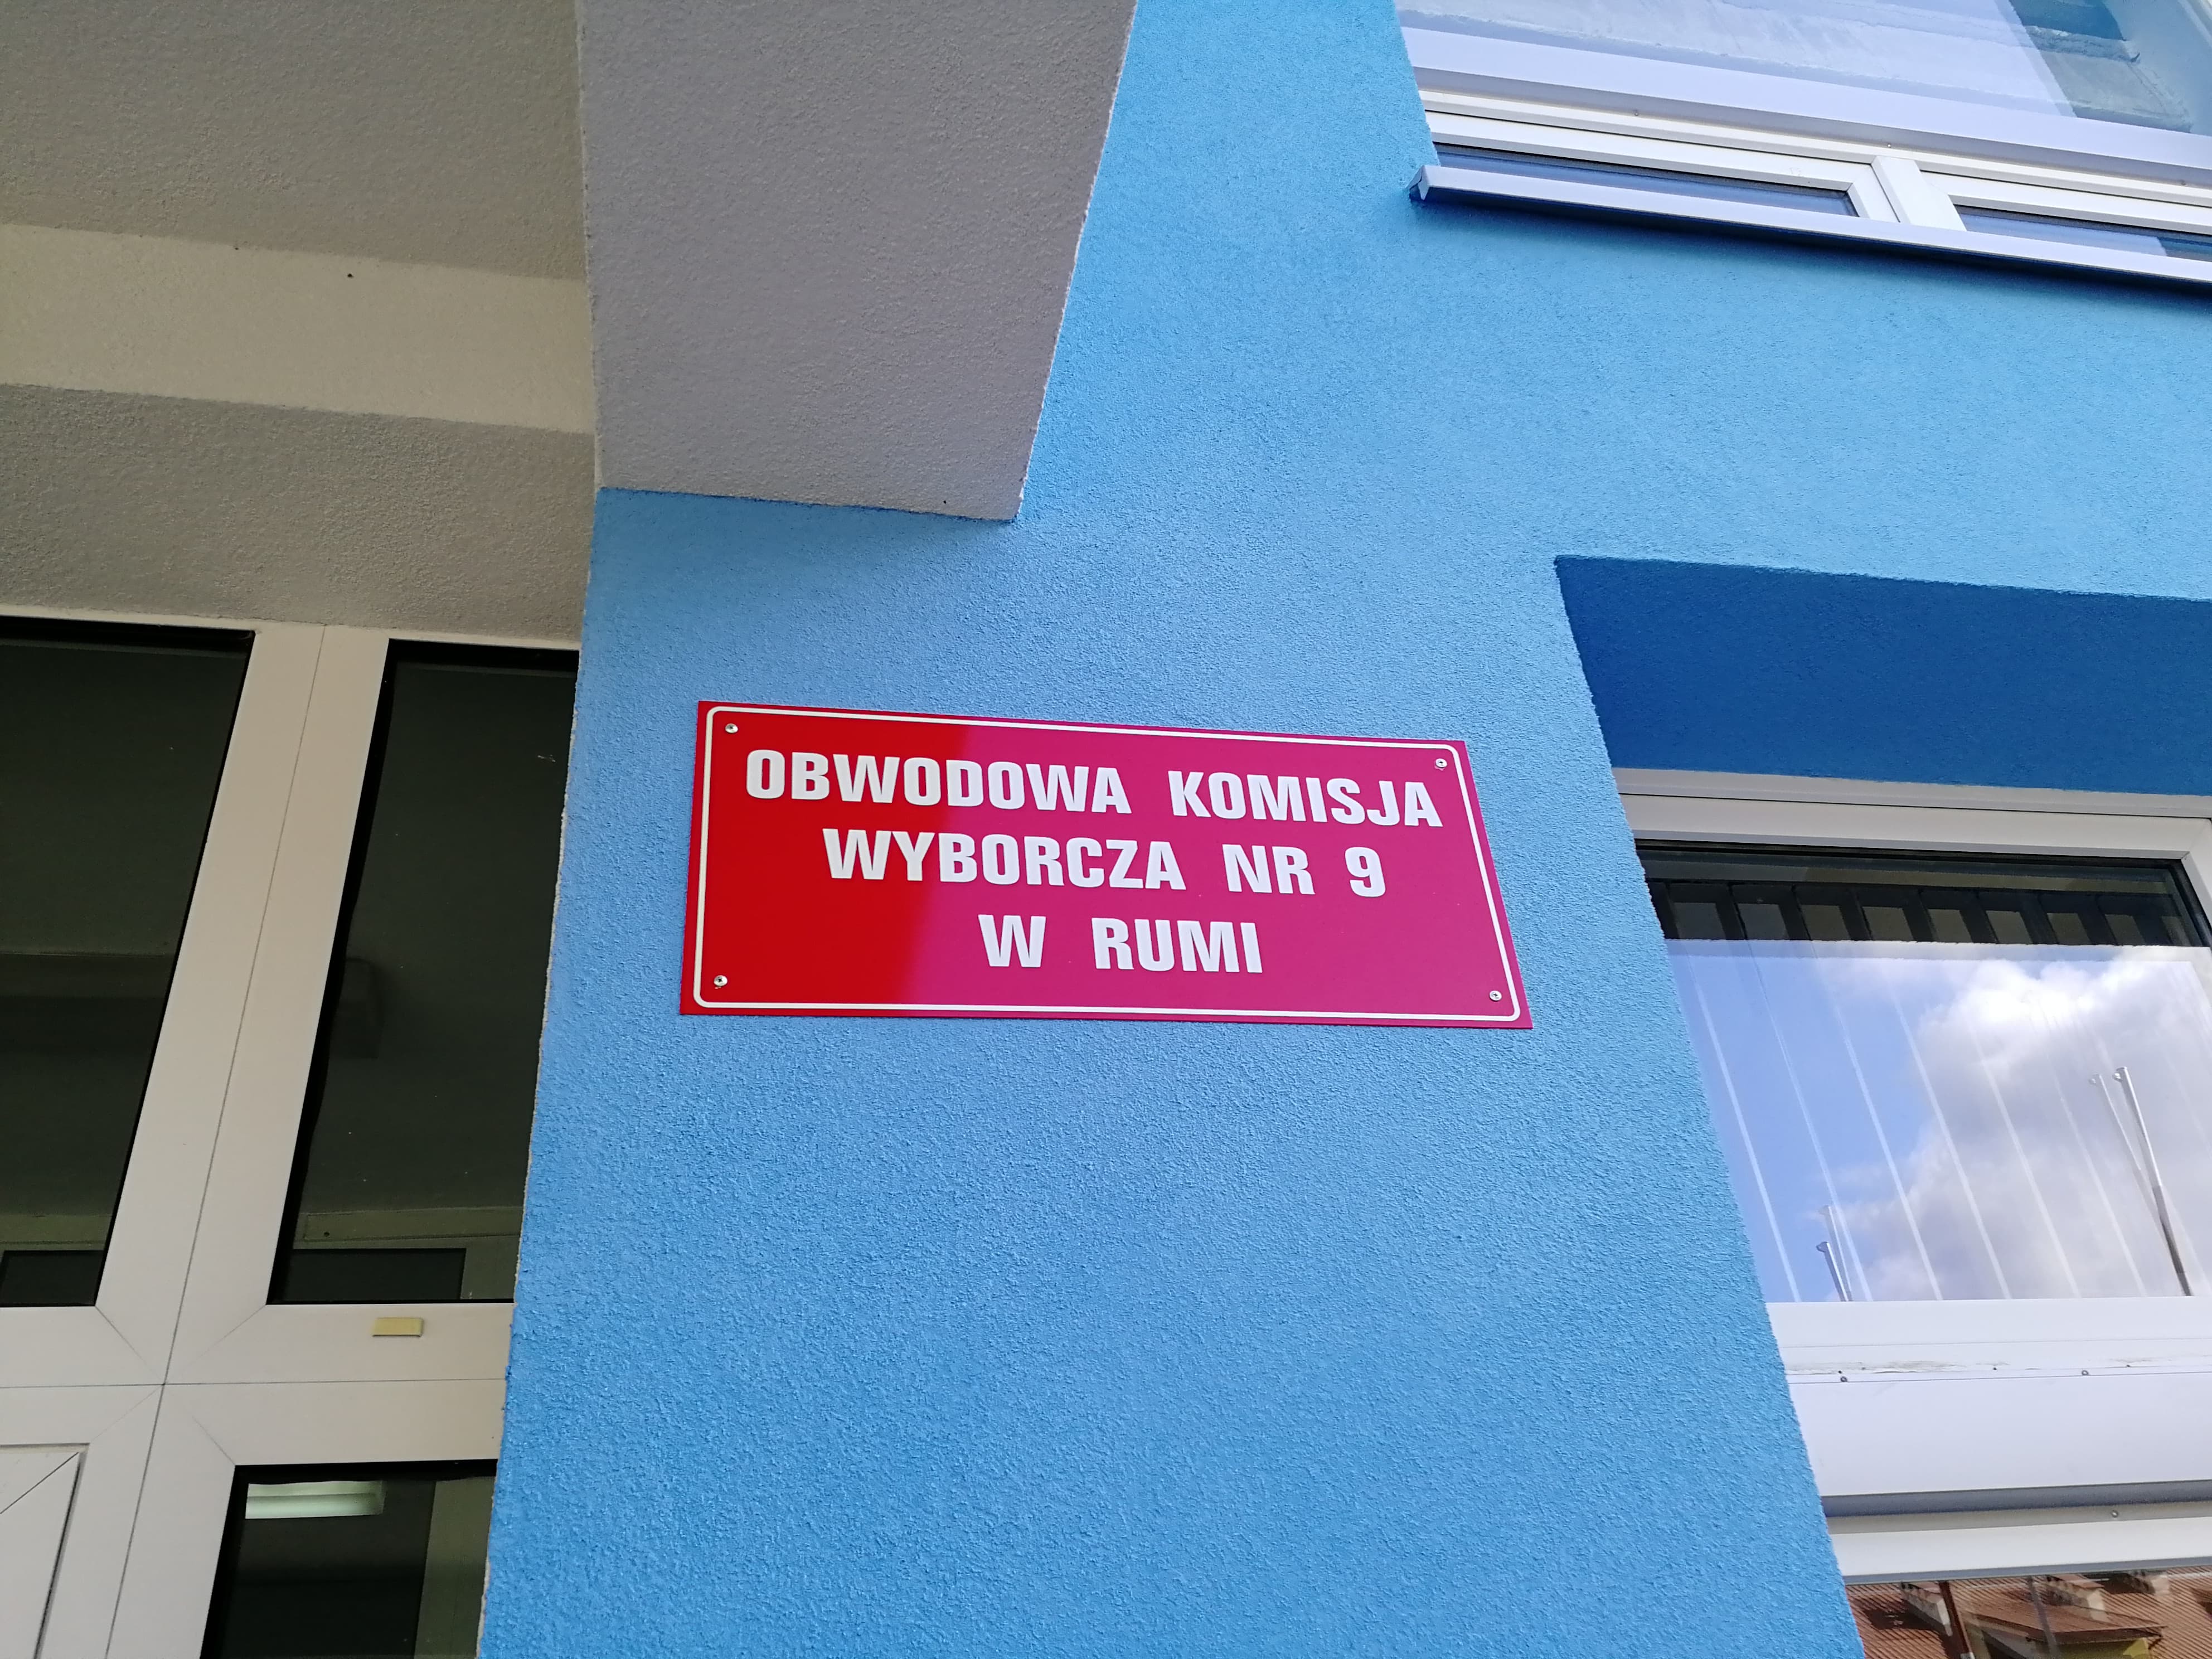 OBWODOWA KOMISJA
WYBORCZA NR 9
W RUMI